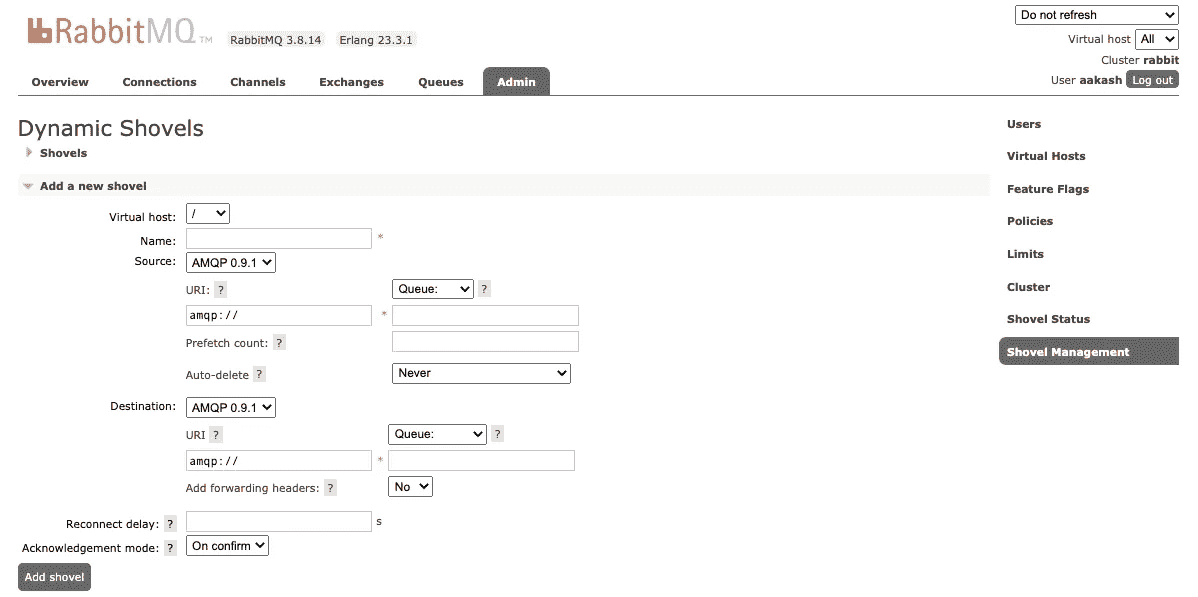 RabbitMQ TM RabbitMQ 3.8.14 Erlang 23.3.1
Do not refresh
Virtual host All
Cluster rabbit
User aakash Log out
Overview Connections Channels Exchanges Queues Admin
Dynamic Shovels
Shovels
Add a new shovel
Virtual host: /
Name: *
Source: AMQP 0.9.1
URI: ? Queue: ?
amqp:// *
Prefetch count: ?
Auto-delete ? Never
Destination: AMQP 0.9.1
URI ? Queue: ?
amqp:// *
Add forwarding headers: ? No
Reconnect delay: ? s
Acknowledgement mode: ? On confirm
Add shovel
Users
Virtual Hosts
Feature Flags
Policies
Limits
Cluster
Shovel Status
Shovel Management